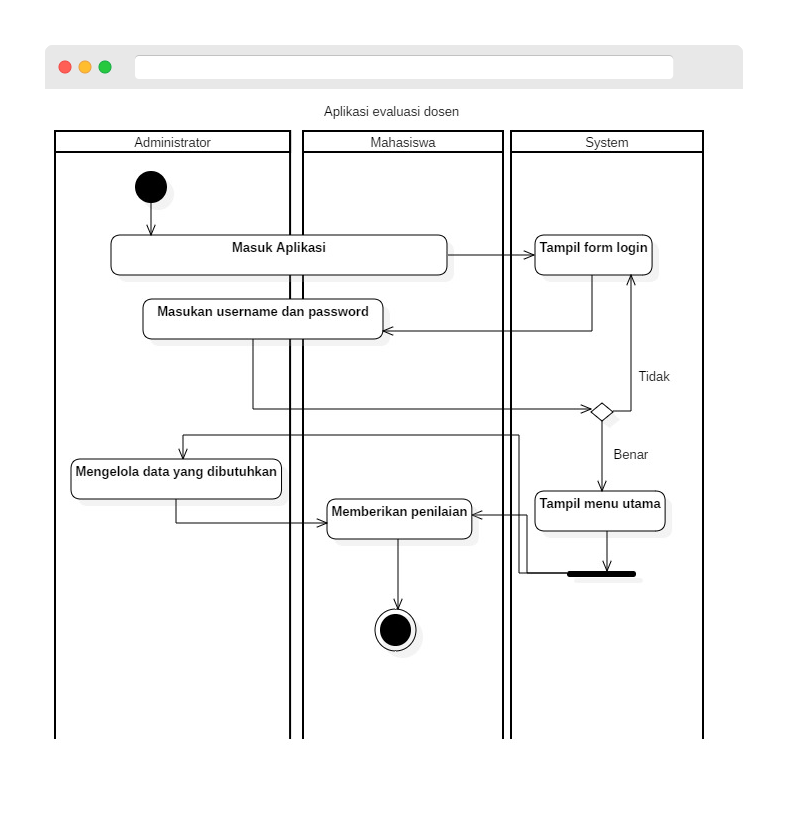 Aplikasi evaluasi dosen
Administrator
Mahasiswa
System
Masuk Aplikasi
Tampil form login
Masukan username dan password
Tidak
Benar
Mengelola data yang dibutuhkan
Memberikan penilaian
Tampil menu utama